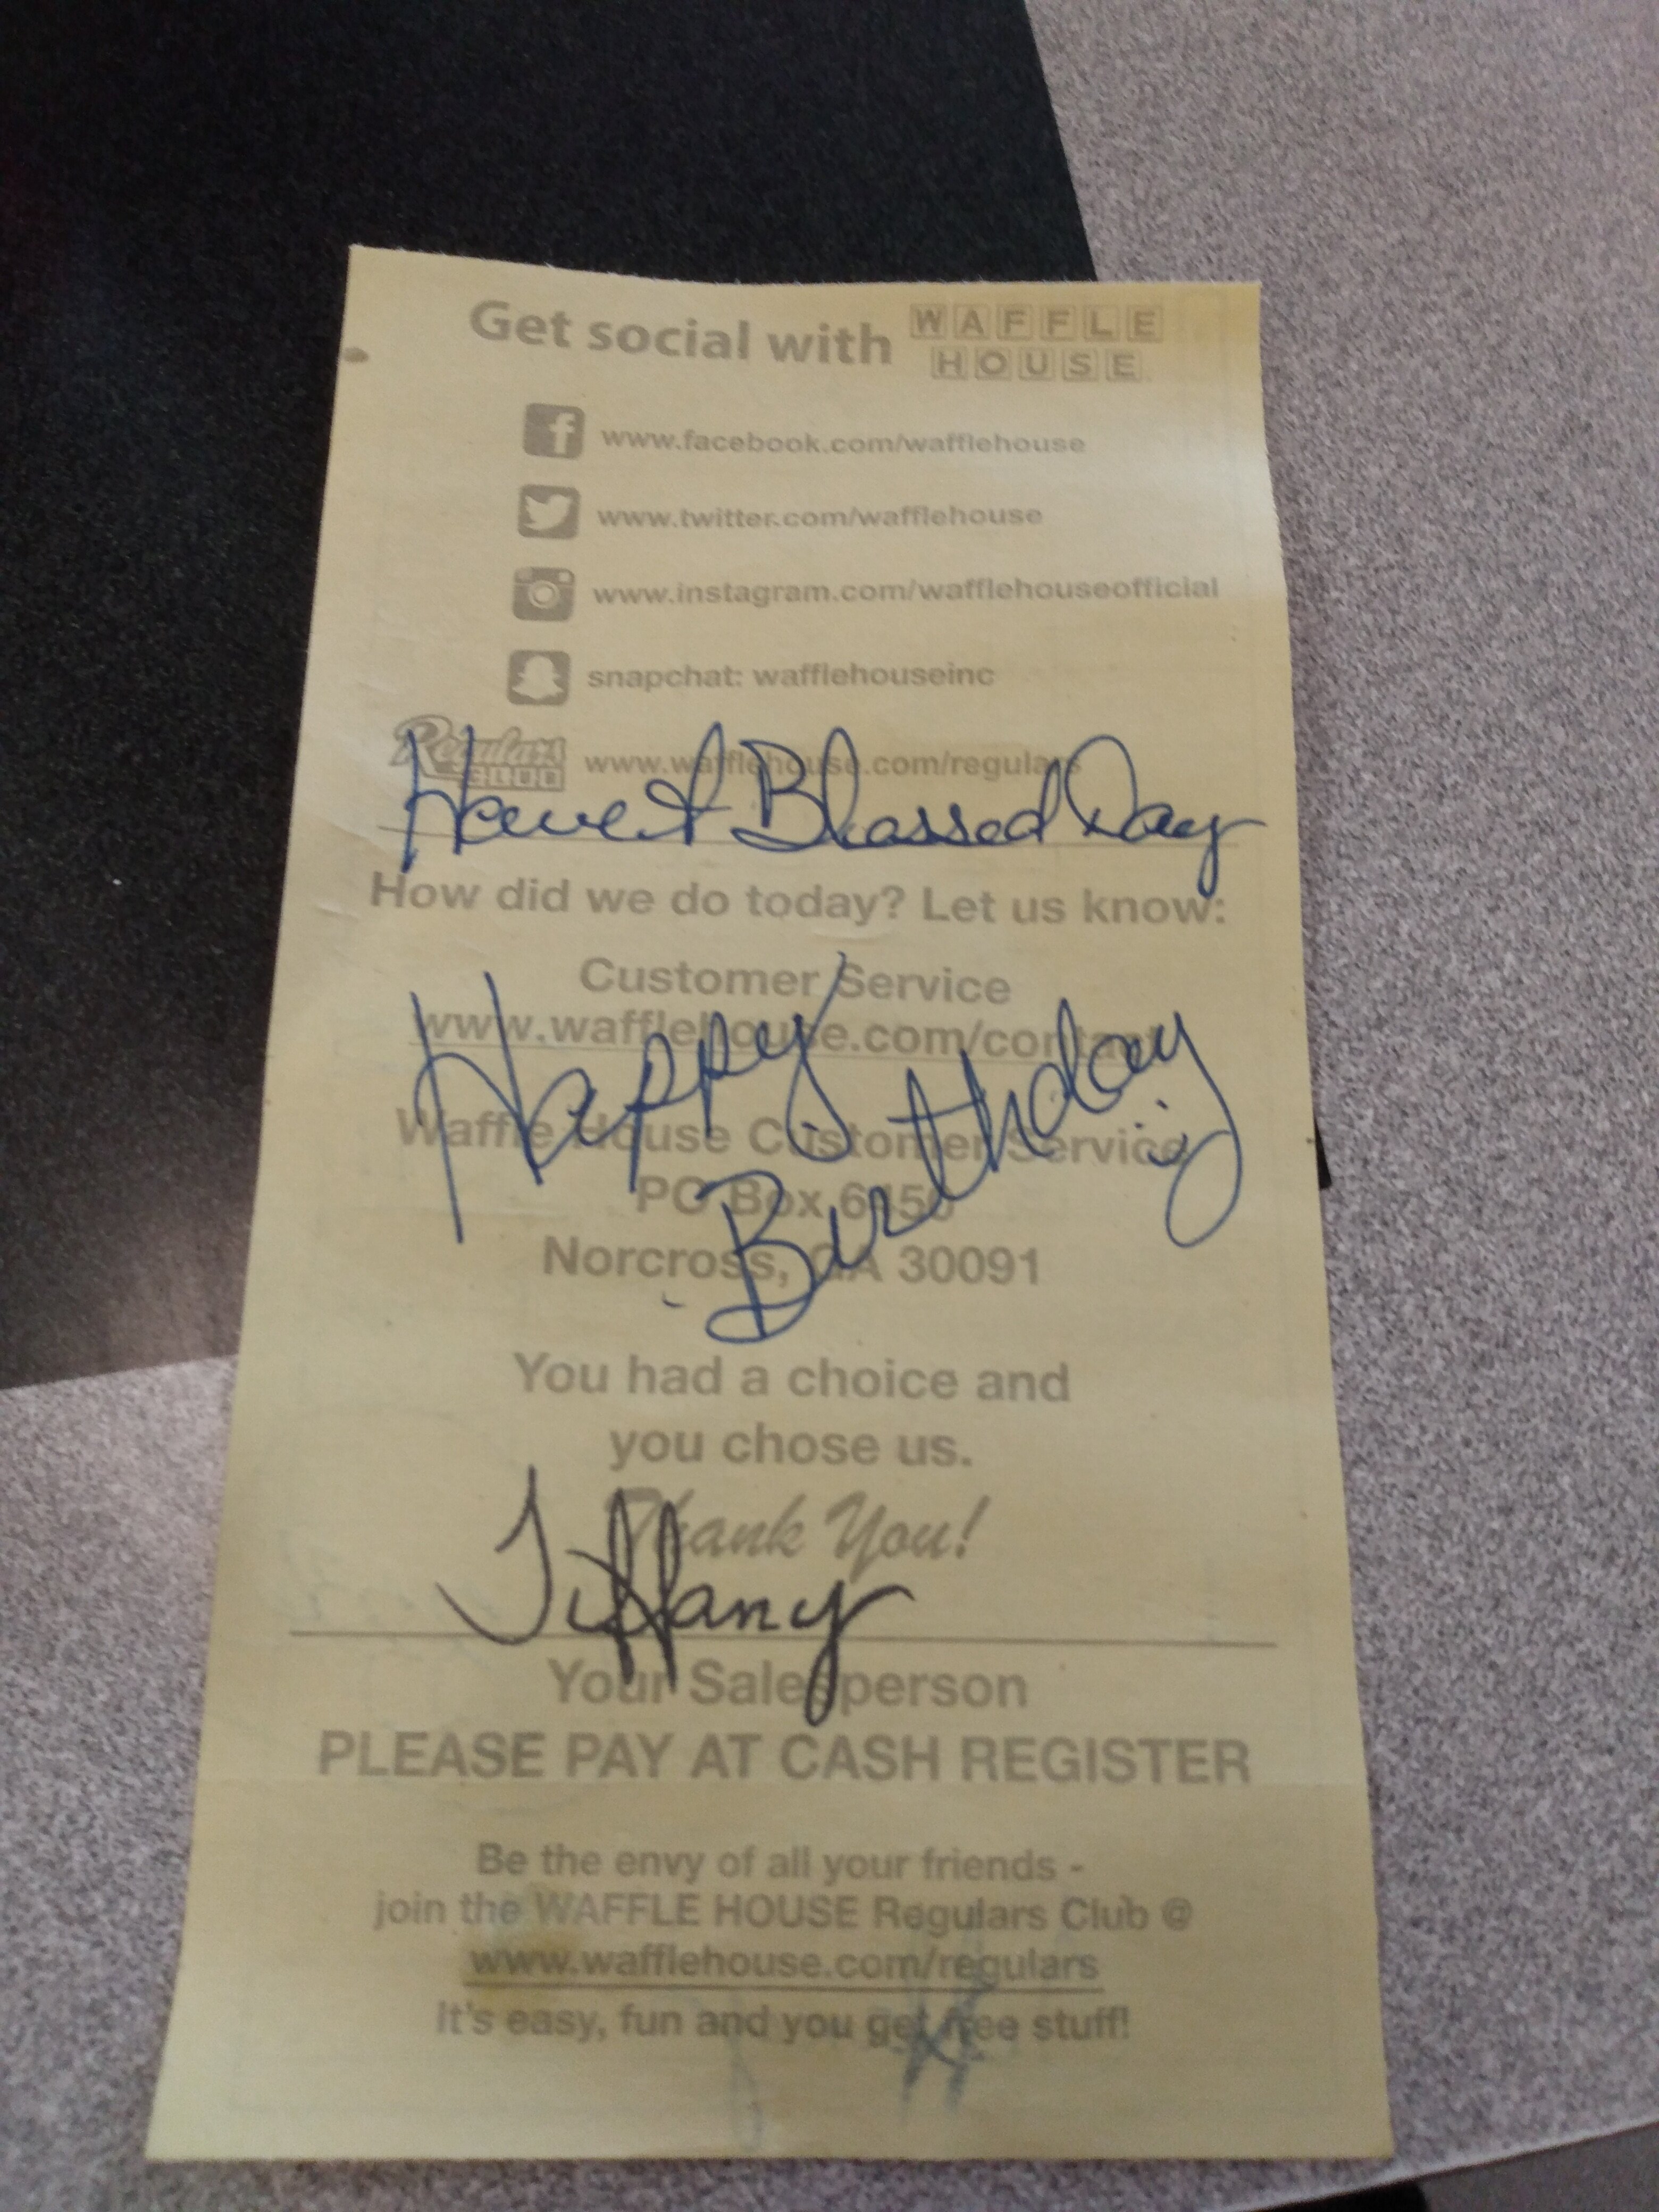 Get social with WAFFLE HOUSE
www.facebook.com/wafflehouse
www.twitter.com/wafflehouse
www.instagram.com/wafflehouseofficial
snapchat: wafflehouseinc
Regulars www.wafflehouse.com/regulars
Have A Blessed Day
How did we do today? Let us know:
Customer Service
www.wafflehouse.com/contact
Happy
Birthday
Waffle House Customer Service
PO Box 6450
Norcross, GA 30091
You had a choice and
you chose us.
Thank You!
Tiffany
Your Salesperson
PLEASE PAY AT CASH REGISTER
Be the envy of all your friends -
join the WAFFLE HOUSE Regulars Club @
www.wafflehouse.com/regulars
It's easy, fun and you get free stuff!